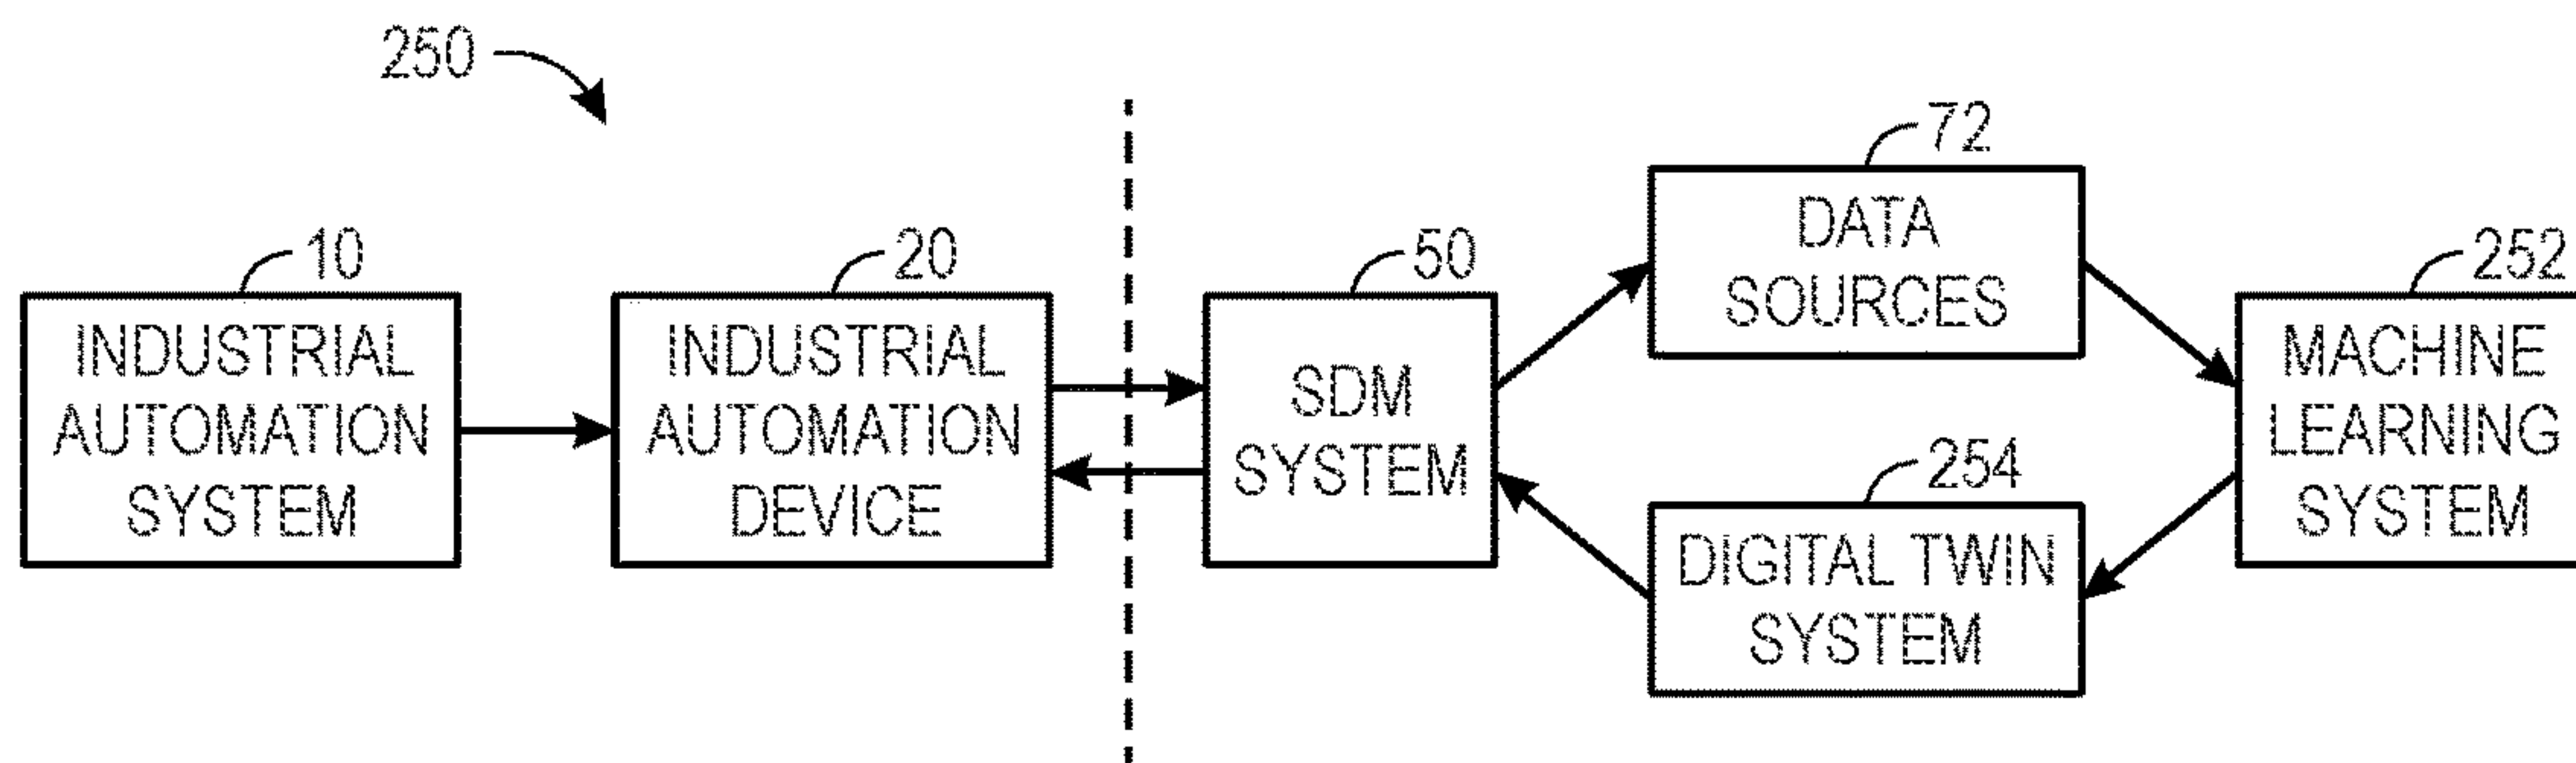 250
10
INDUSTRIAL
AUTOMATION
SYSTEM
20
INDUSTRIAL
AUTOMATION
DEVICE
50
SDM
SYSTEM
72
DATA
SOURCES
254
DIGITAL TWIN
SYSTEM
252
MACHINE
LEARNING
SYSTEM